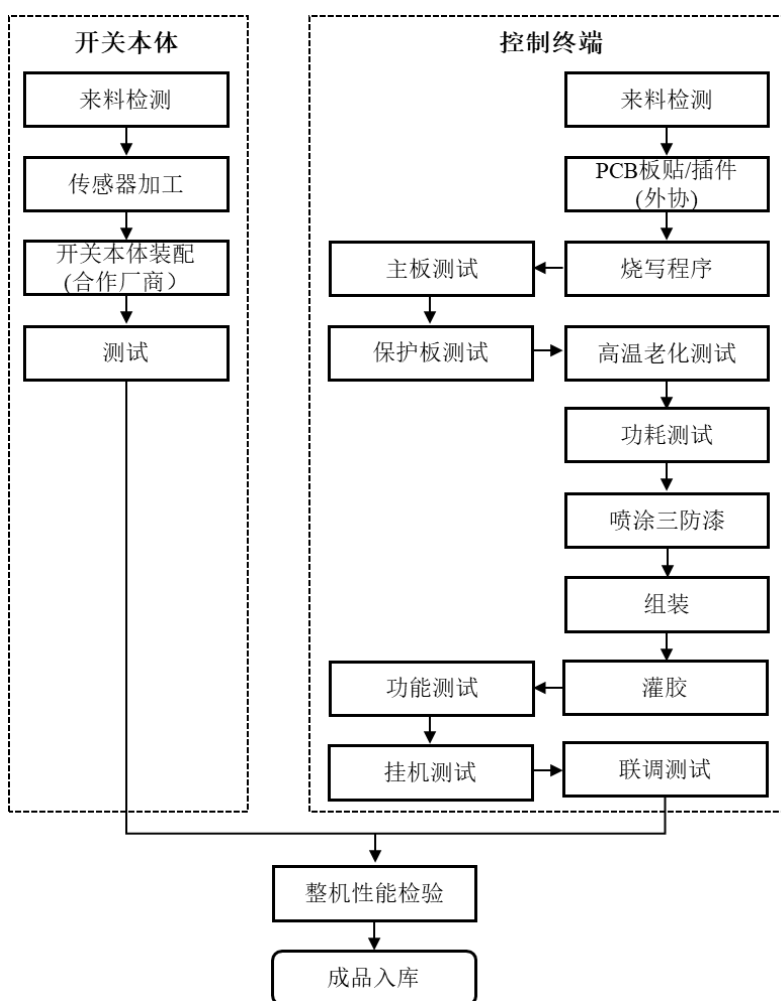 开关本体
来料检测
传感器加工
开关本体装配
(合作厂商）
测试
控制终端
来料检测
PCB板贴/插件
(外协)
烧写程序
主板测试
保护板测试
高温老化测试
功耗测试
喷涂三防漆
组装
灌胶
功能测试
挂机测试
联调测试
整机性能检验
成品入库